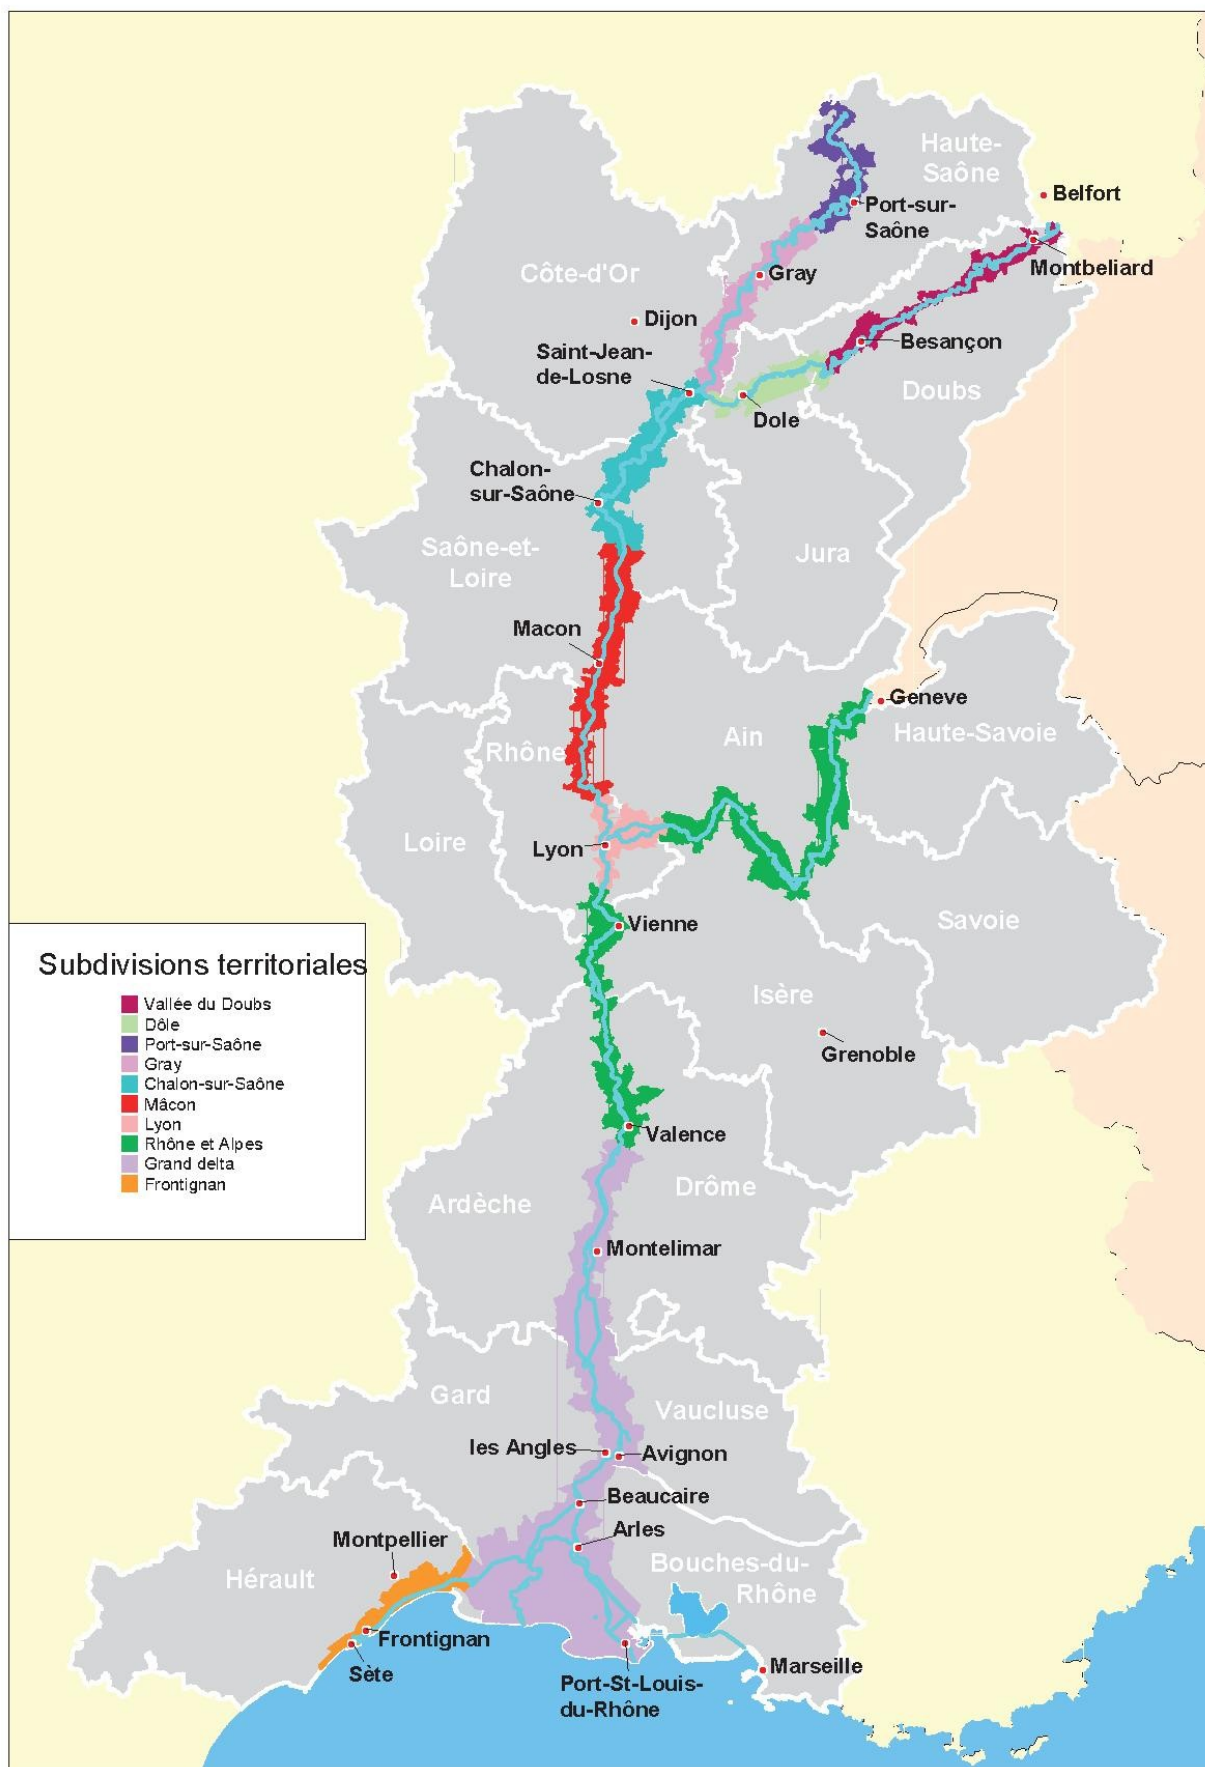 Haute-
Saône
Belfort
Port-sur-
Saône
Montbeliard
Côte-d'Or
Gray
Dijon
Besançon
Saint-Jean-
de-Losne
Doubs
Dole
Chalon-
sur-Saône
Saône-et-
Loire
Jura
Macon
Geneve
Rhône
Ain
Haute-Savoie
Loire
Lyon
Vienne
Savoie
Isère
Grenoble
Valence
Ardèche
Drôme
Montelimar
Gard
Vaucluse
les Angles
Avignon
Beaucaire
Arles
Montpellier
Hérault
Bouches-du-
Rhône
Frontignan
Sète
Marseille
Port-St-Louis-
du-Rhône
Subdivisions territoriales
Vallée du Doubs
Dôle
Port-sur-Saône
Gray
Chalon-sur-Saône
Mâcon
Lyon
Rhône et Alpes
Grand delta
Frontignan